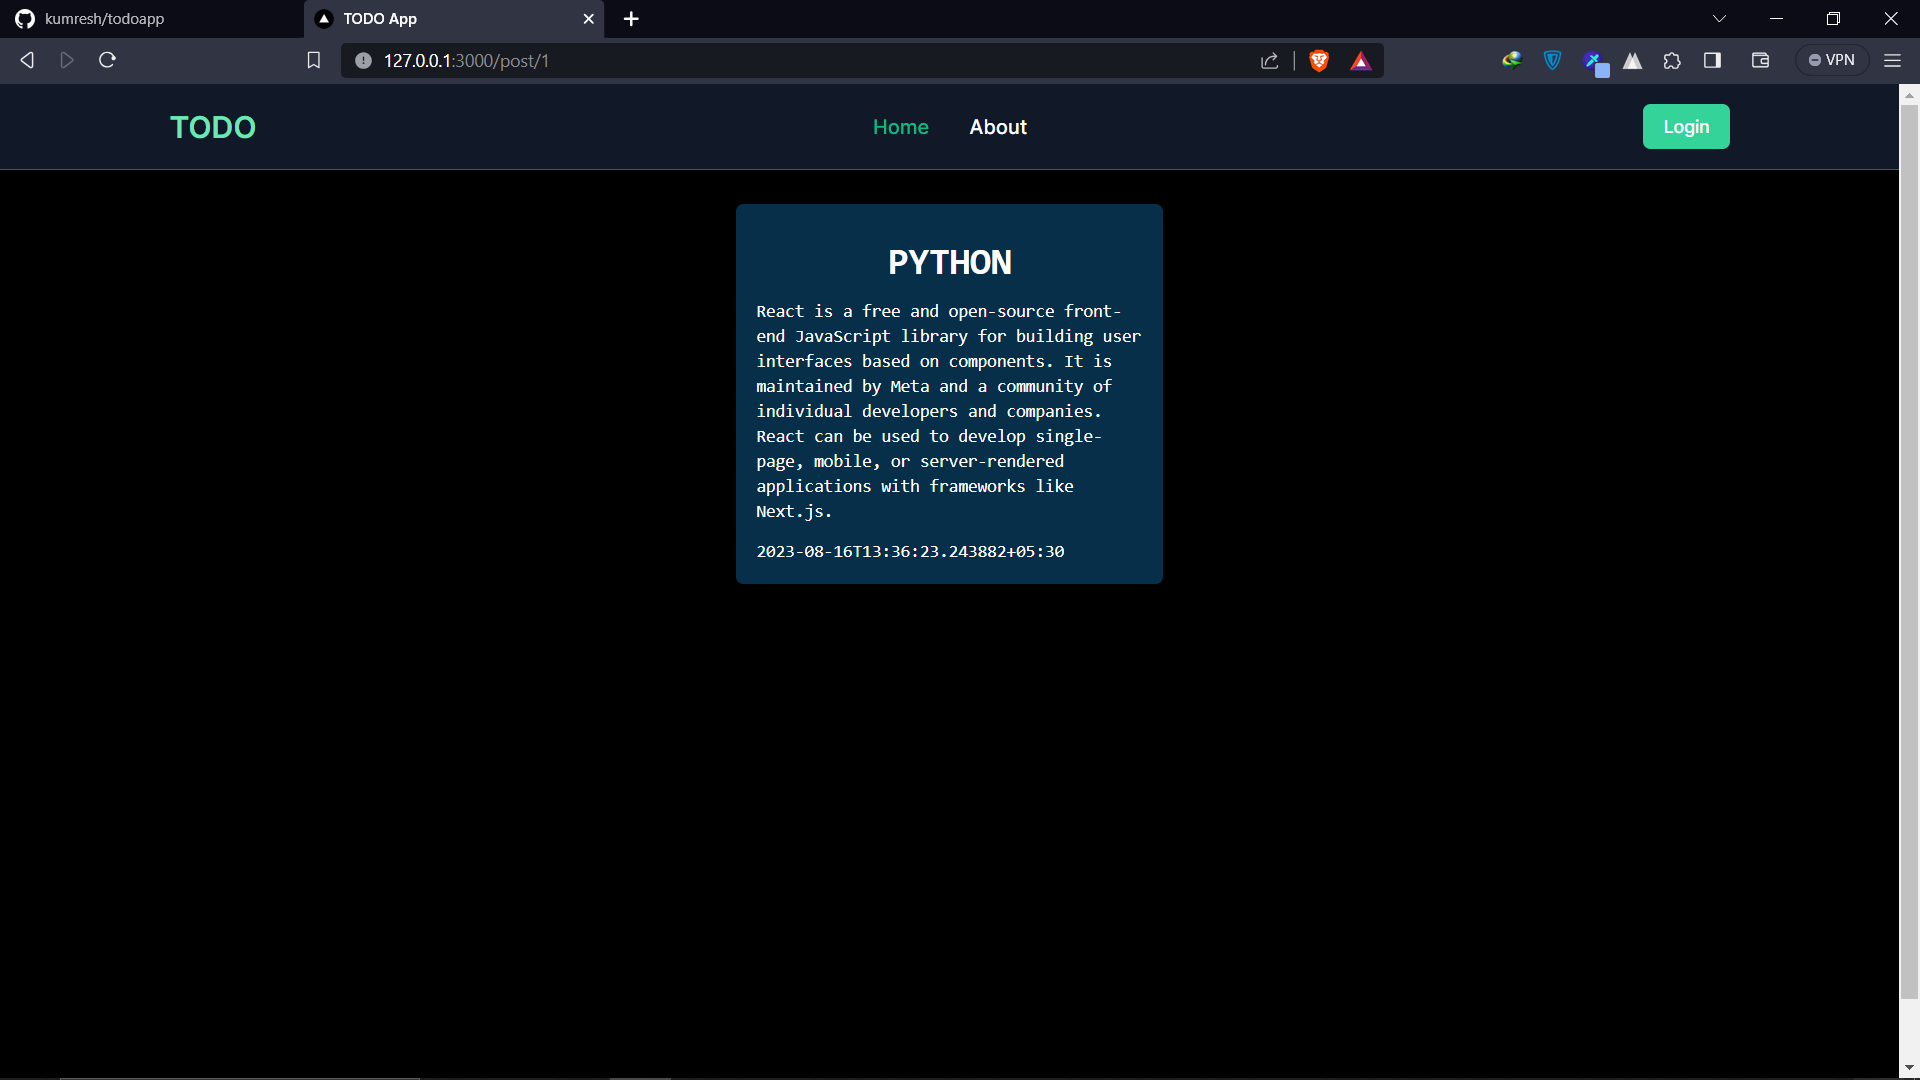 kumresh/todoapp
TODO App
127.0.0.1:3000/post/1
VPN
TODO
Home
About
Login
PYTHON
React is a free and open-source front-
end JavaScript library for building user
interfaces based on components. It is
maintained by Meta and a community of
individual developers and companies.
React can be used to develop single-
page, mobile, or server-rendered
applications with frameworks like
Next.js.
2023-08-16T13:36:23.243882+05:30